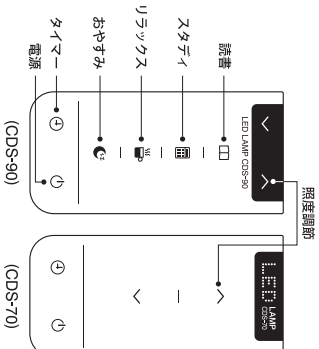 照度調節
読書
スタディ
リラックス
おやすみ
タイマー
電源
LED LAMP CDS-90
(CDS-90)
LED LAMP
CDS-70
(CDS-70)